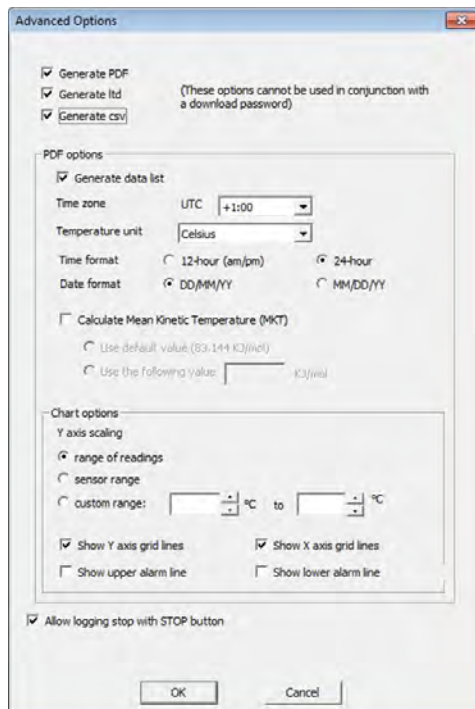 Advanced Options
Generate PDF
Generate ltd
(These options cannot be used in conjunction with
a download password)
Generate csv
PDF options
Generate data list
Time zone UTC +1:00
Temperature unit Celsius
Time format 12-hour (am/pm) 24-hour
Date format DD/MM/YY MM/DD/YY
Calculate Mean Kinetic Temperature (MKT)
Use default value (83.144 KJ/mol)
Use the following value KJ/mol
Chart options
Y axis scaling
range of readings
sensor range
custom range: ºC to ºC
Show Y axis grid lines Show X axis grid lines
Show upper alarm line Show lower alarm line
Allow logging stop with STOP button
OK Cancel